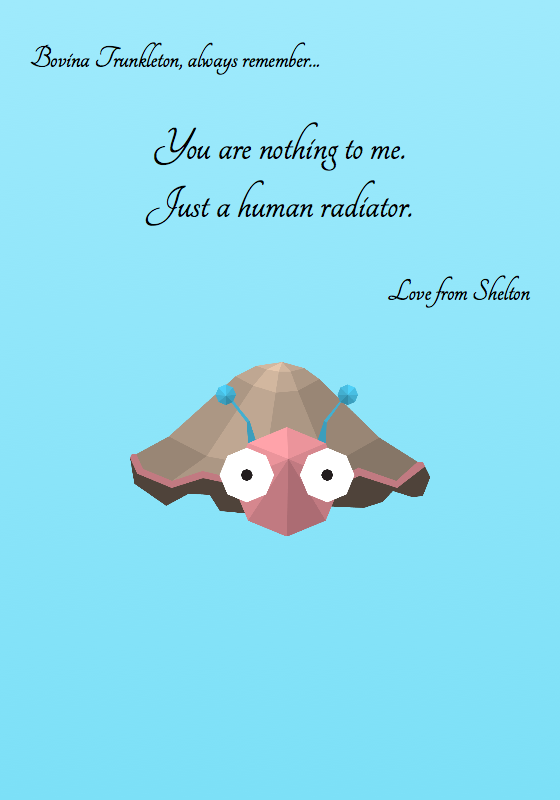 Bovina Trunkleton, always remember...
You are nothing to me.
Just a human radiator.
Love from Shelton